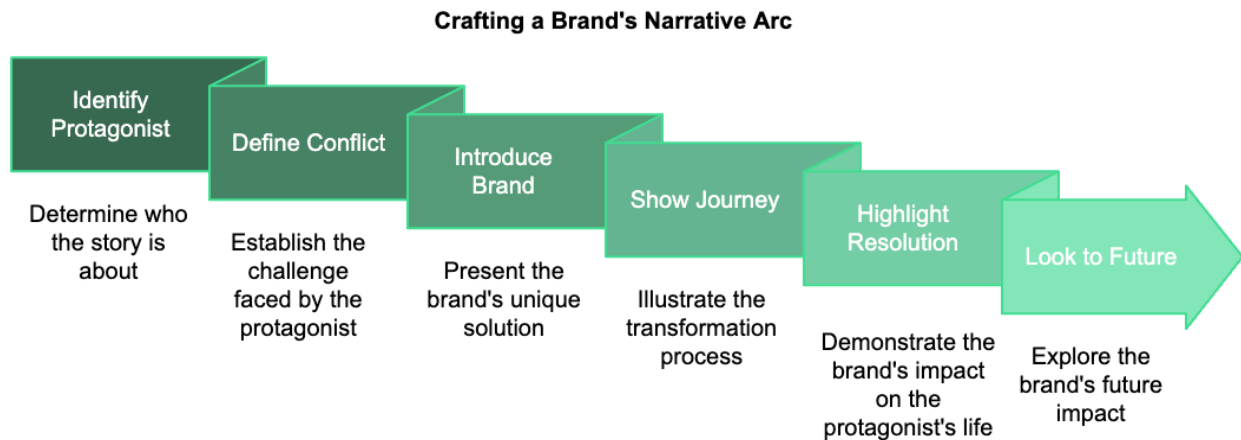 Crafting a Brand's Narrative Arc
Identify
Protagonist
Determine who
the story is
about
Define Conflict
Establish the
challenge
faced by the
protagonist
Introduce
Brand
Present the
brand's unique
solution
Show Journey
Illustrate the
transformation
process
Highlight
Resolution
Demonstrate the
brand's impact
on the
protagonist's life
Look to Future
Explore the
brand's future
impact